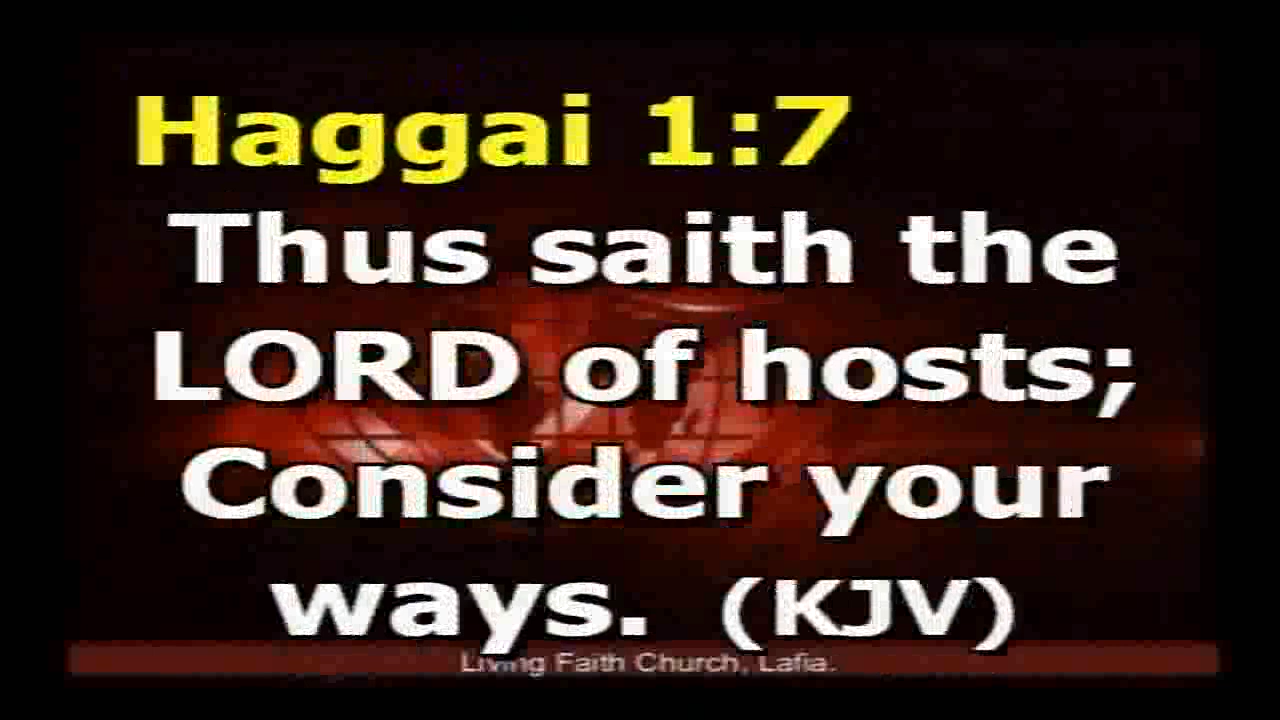 Haggai 1:7
Thus saith the
LORD of hosts;
Consider your
ways. (KJV)
Living Faith Church, Lafia.